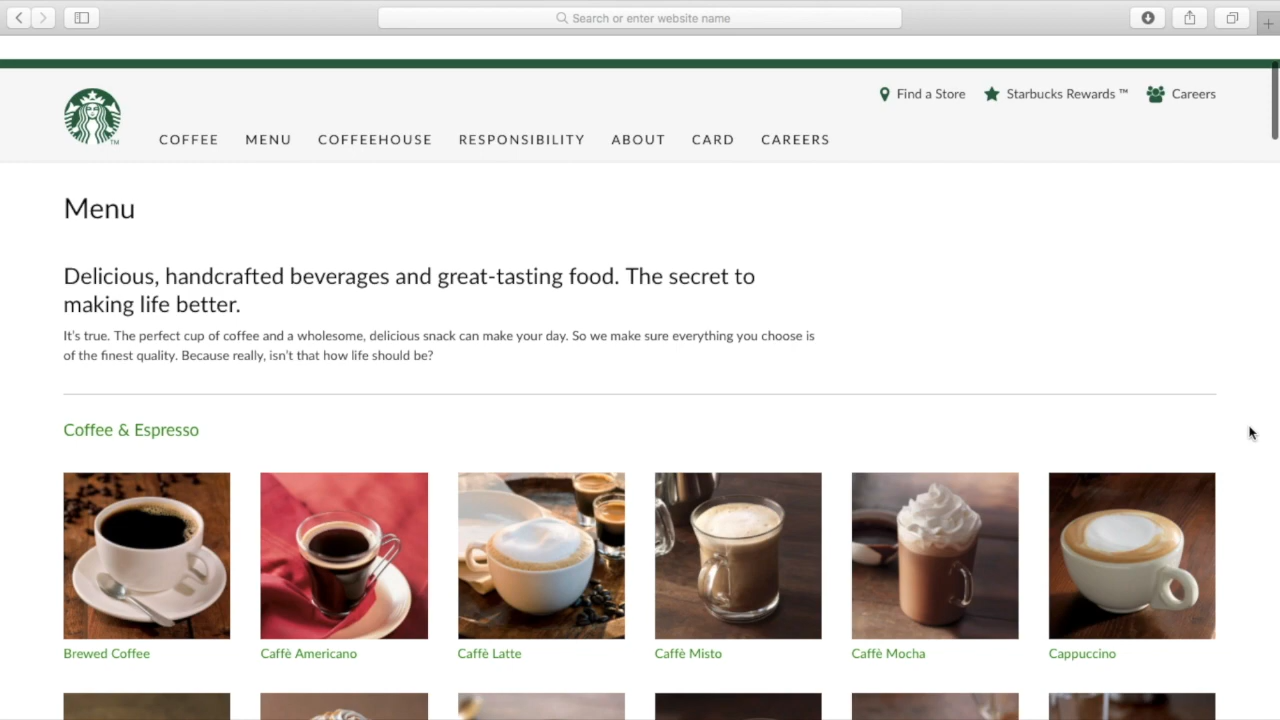 Search or enter website name
Find a Store
Starbucks Rewards ™
Careers
TM
COFFEE
MENU
COFFEEHOUSE
RESPONSIBILITY
ABOUT
CARD
CAREERS
Menu
Delicious, handcrafted beverages and great-tasting food. The secret to
making life better.
It's true. The perfect cup of coffee and a wholesome, delicious snack can make your day. So we make sure everything you choose is
of the finest quality. Because really, isn't that how life should be?
Coffee & Espresso
Brewed Coffee
Caffè Americano
Caffè Latte
Caffè Misto
Caffè Mocha
Cappuccino